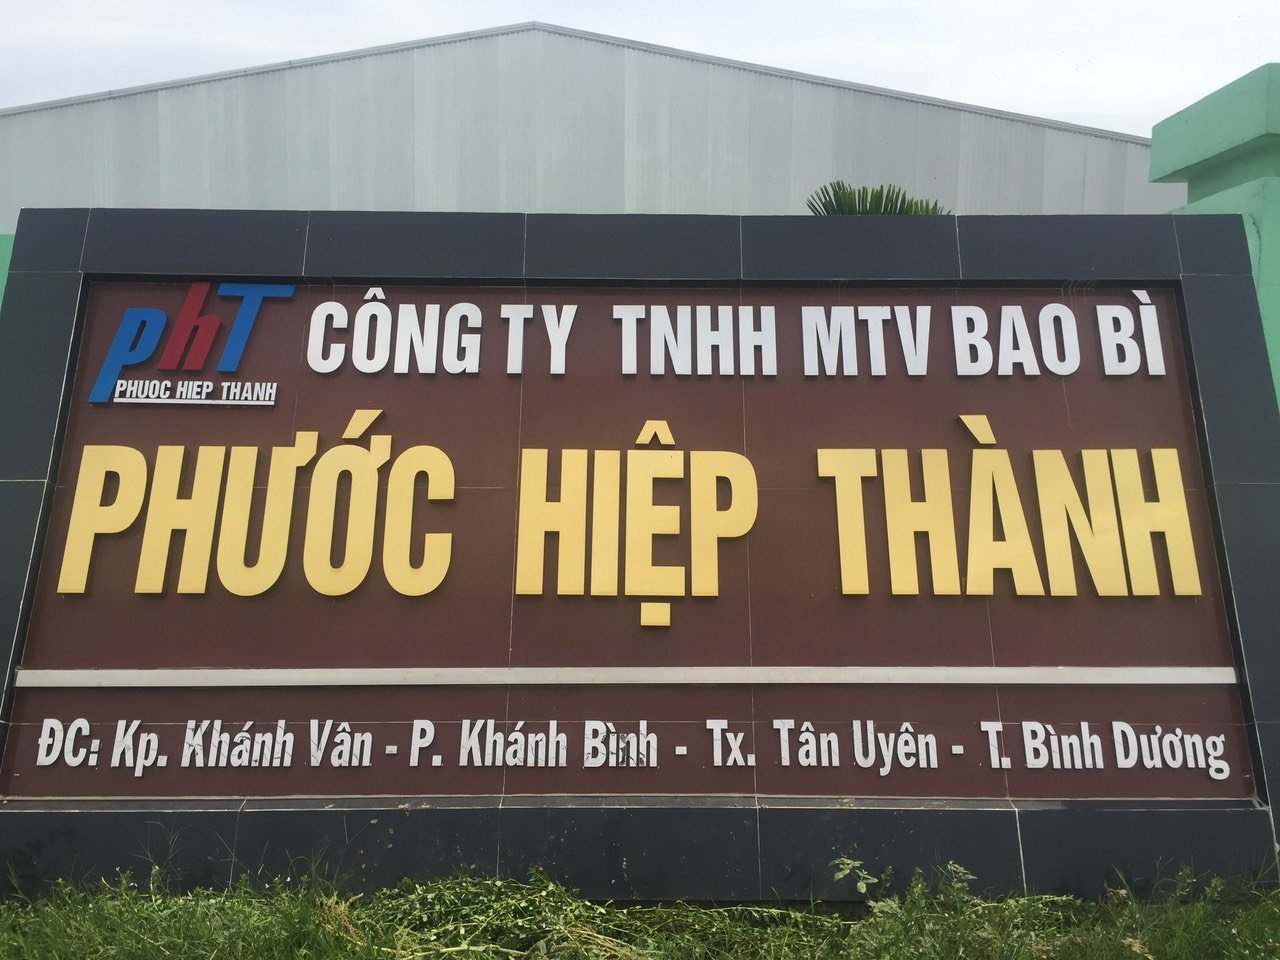 phT
PHUOC HIEP THANH
CÔNG TY TNHH MTV BAO BÌ
PHƯỚC HIỆP THÀNH
ĐC: Kp. Khánh Vân - P. Khánh Bình - Tx. Tân Uyên - T. Bình Dương